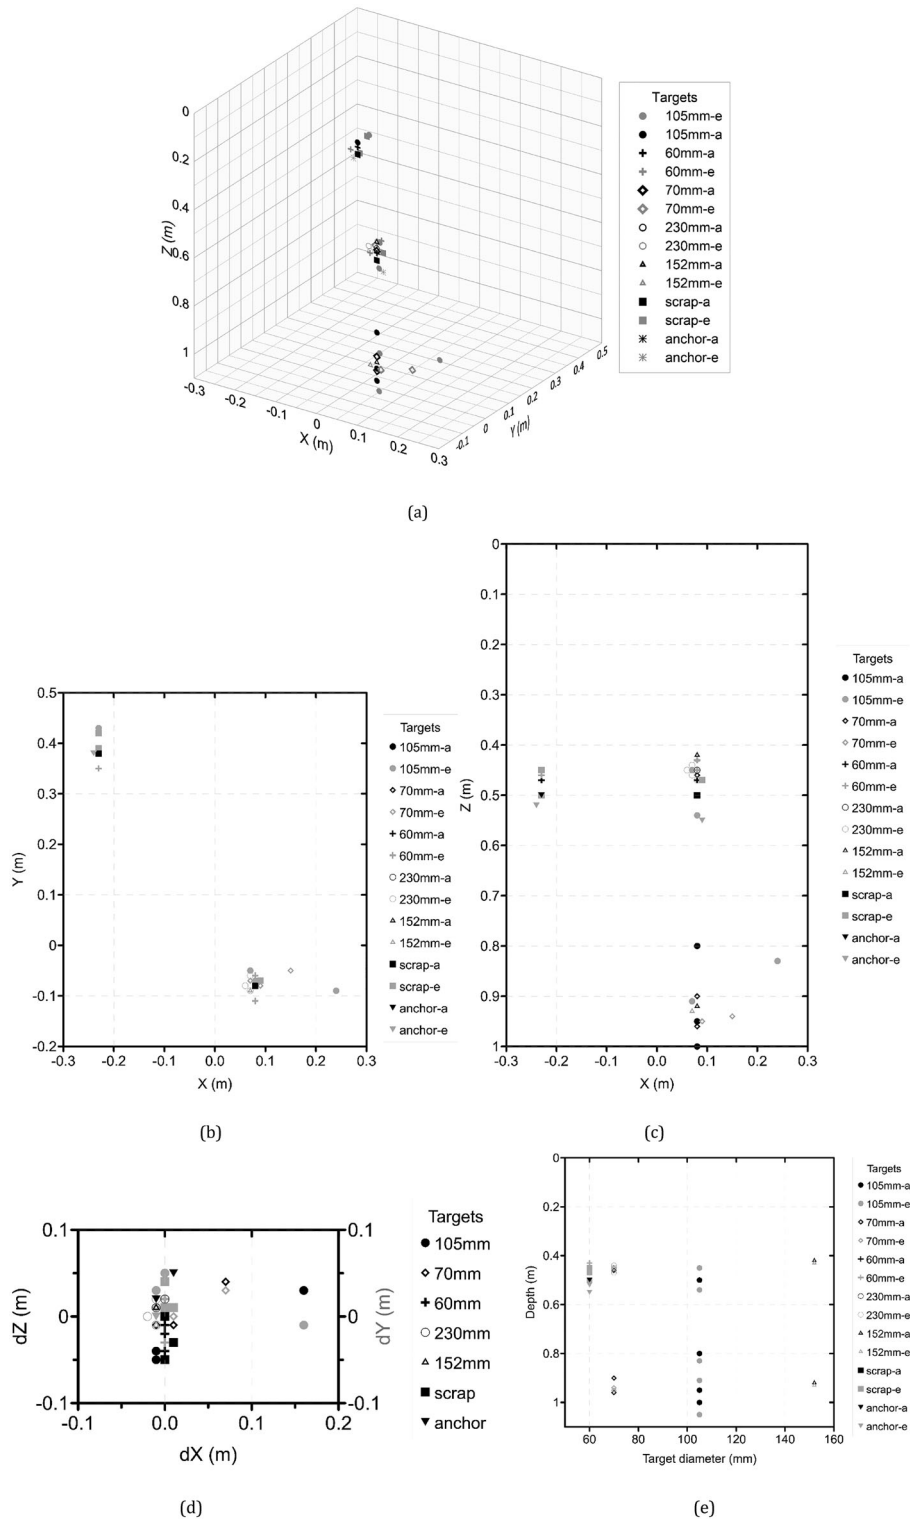 0
0.2
0.4
0.6
0.8
1
Z (m)
-0.3
-0.2
-0.1
0
0.1
0.2
0.3
X (m)
-0.1
0
0.1
0.2
0.3
0.4
0.5
Y (m)
Targets
105mm-e
105mm-a
60mm-a
60mm-e
70mm-a
70mm-e
230mm-a
230mm-e
152mm-a
152mm-e
scrap-a
scrap-e
anchor-a
anchor-e
(a)
0.5
0.4
0.3
0.2
0.1
0
-0.1
-0.2
Y (m)
-0.3
-0.2
-0.1
0.0
0.1
0.2
0.3
X (m)
Targets
105mm-a
105mm-e
70mm-a
70mm-e
60mm-a
60mm-e
230mm-a
230mm-e
152mm-a
152mm-e
scrap-a
scrap-e
anchor-a
anchor-e
(b)
0
0.1
0.2
0.3
0.4
0.5
0.6
0.7
0.8
0.9
1
Z (m)
-0.3
-0.2
-0.1
0.0
0.1
0.2
0.3
X (m)
Targets
105mm-a
105mm-e
70mm-a
70mm-e
60mm-a
60mm-e
230mm-a
230mm-e
152mm-a
152mm-e
scrap-a
scrap-e
anchor-a
anchor-e
(c)
0.1
0
-0.1
dZ (m)
-0.1
0.0
0.1
0.2
dX (m)
0.1
0
-0.1
dY (m)
Targets
105mm
70mm
60mm
230mm
152mm
scrap
anchor
(d)
0
0.2
0.4
0.6
0.8
1
Depth (m)
60
80
100
120
140
160
Target diameter (mm)
Targets
105mm-a
105mm-e
70mm-a
70mm-e
60mm-a
60mm-e
230mm-a
230mm-e
152mm-a
152mm-e
scrap-a
scrap-e
anchor-a
anchor-e
(e)